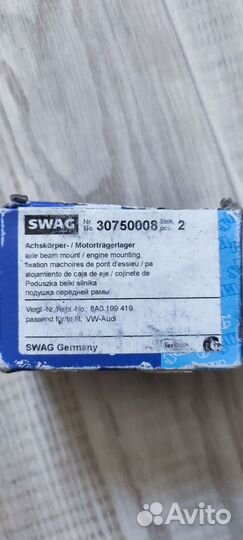 SWAG Nr. No. 30750008 Stck. pcs. 2
Achskörper- / Motorträgerlager
axle beam mount / engine mounting
fixation machoires de pont d'essieu / pa
alojamiento de caja de eje / cojinete de
Poduszka belki silnika
подушка передней рамы
Vergl.-Nr./Repl.-No.: 8A0 199 419
passend für/to fit: VW-Audi
SWAG Germany
Avito